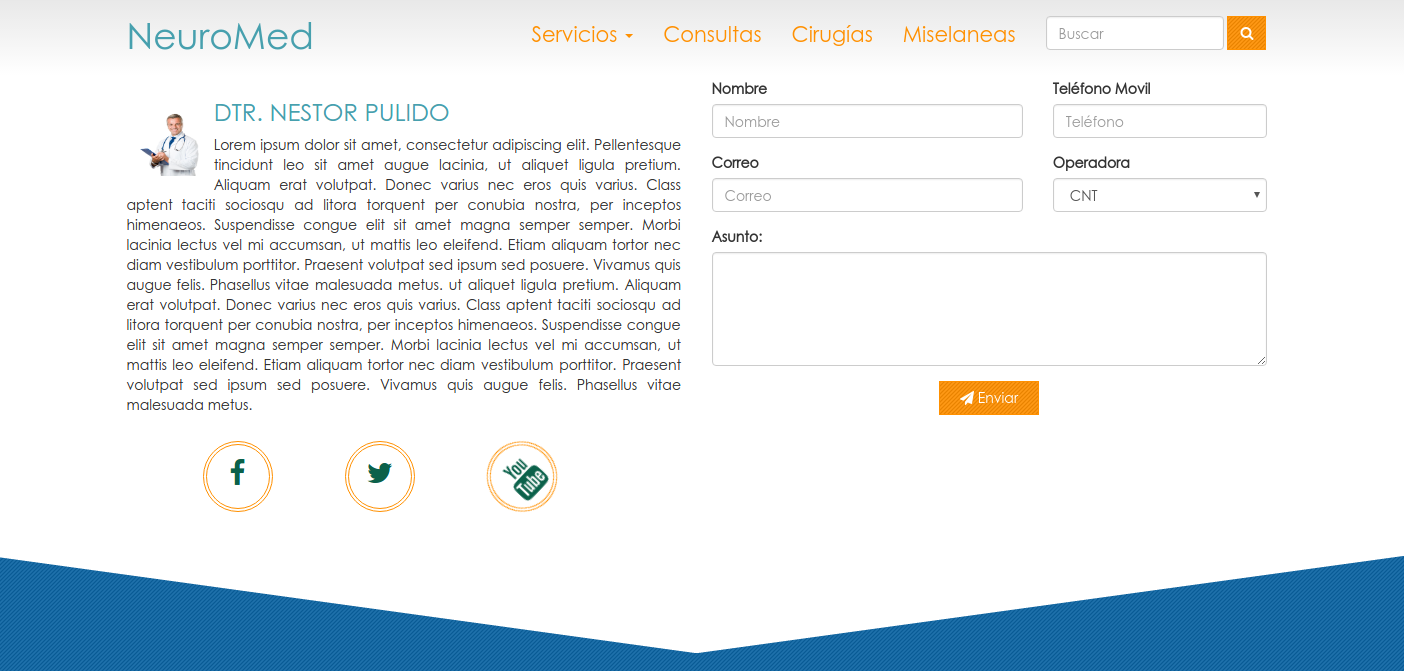 NeuroMed
Servicios
Consultas
Cirugías
Miselaneas
Buscar
DTR. NESTOR PULIDO
Lorem ipsum dolor sit amet, consectetur adipiscing elit. Pellentesque
tincidunt leo sit amet augue lacinia, ut aliquet ligula pretium.
Aliquam erat volutpat. Donec varius nec eros quis varius. Class
aptent taciti sociosqu ad litora torquent per conubia nostra, per inceptos
himenaeos. Suspendisse congue elit sit amet magna semper semper. Morbi
lacinia lectus vel mi accumsan, ut mattis leo eleifend. Etiam aliquam tortor nec
diam vestibulum porttitor. Praesent volutpat sed ipsum sed posuere. Vivamus quis
augue felis. Phasellus vitae malesuada metus. ut aliquet ligula pretium. Aliquam
erat volutpat. Donec varius nec eros quis varius. Class aptent taciti sociosqu ad
litora torquent per conubia nostra, per inceptos himenaeos. Suspendisse congue
elit sit amet magna semper semper. Morbi lacinia lectus vel mi accumsan, ut
mattis leo eleifend. Etiam aliquam tortor nec diam vestibulum porttitor. Praesent
volutpat sed ipsum sed posuere. Vivamus quis augue felis. Phasellus vitae
malesuada metus.
You
Tube
Nombre
Nombre
Teléfono Movil
Teléfono
Correo
Correo
Operadora
CNT
Asunto:
Enviar